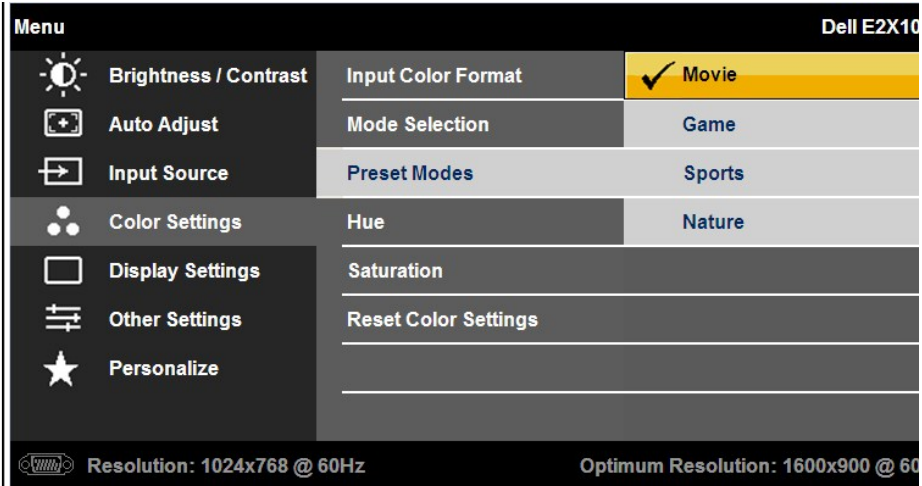 Menu Dell E2X10
Brightness / Contrast Input Color Format Movie
Auto Adjust Mode Selection Game
Input Source Preset Modes Sports
Color Settings Hue Nature
Display Settings Saturation
Other Settings Reset Color Settings
Personalize
Resolution: 1024x768 @ 60Hz Optimum Resolution: 1600x900 @ 60